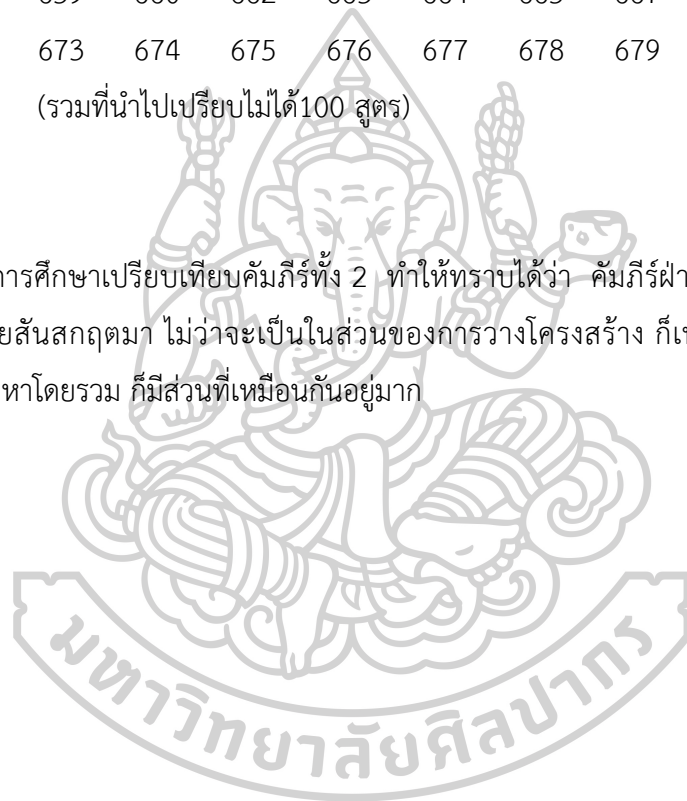 673 674 675 676 677 678 679
(รวมที่นำไปเปรียบไม่ได้100 สูตร)
การศึกษาเปรียบเทียบคัมภีร์ทั้ง 2 ทำให้ทราบได้ว่า คัมภีร์ฝ่า
ยสันสกฤตมา ไม่ว่าจะเป็นในส่วนของการวางโครงสร้าง ก็เห
หาโดยรวม ก็มีส่วนที่เหมือนกันอยู่มาก
มหาวิทยาลัยศิลปากร